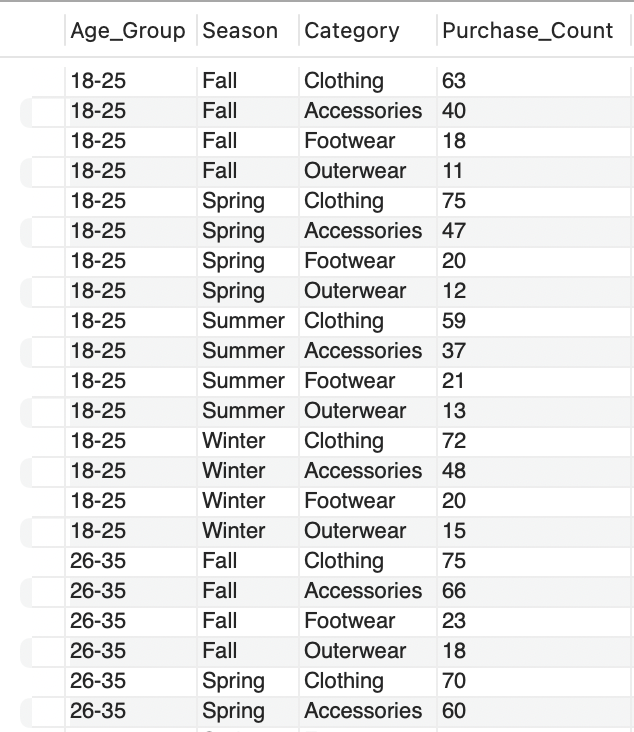 Age_Group Season Category Purchase_Count
18-25 Fall Clothing 63
18-25 Fall Accessories 40
18-25 Fall Footwear 18
18-25 Fall Outerwear 11
18-25 Spring Clothing 75
18-25 Spring Accessories 47
18-25 Spring Footwear 20
18-25 Spring Outerwear 12
18-25 Summer Clothing 59
18-25 Summer Accessories 37
18-25 Summer Footwear 21
18-25 Summer Outerwear 13
18-25 Winter Clothing 72
18-25 Winter Accessories 48
18-25 Winter Footwear 20
18-25 Winter Outerwear 15
26-35 Fall Clothing 75
26-35 Fall Accessories 66
26-35 Fall Footwear 23
26-35 Fall Outerwear 18
26-35 Spring Clothing 70
26-35 Spring Accessories 60